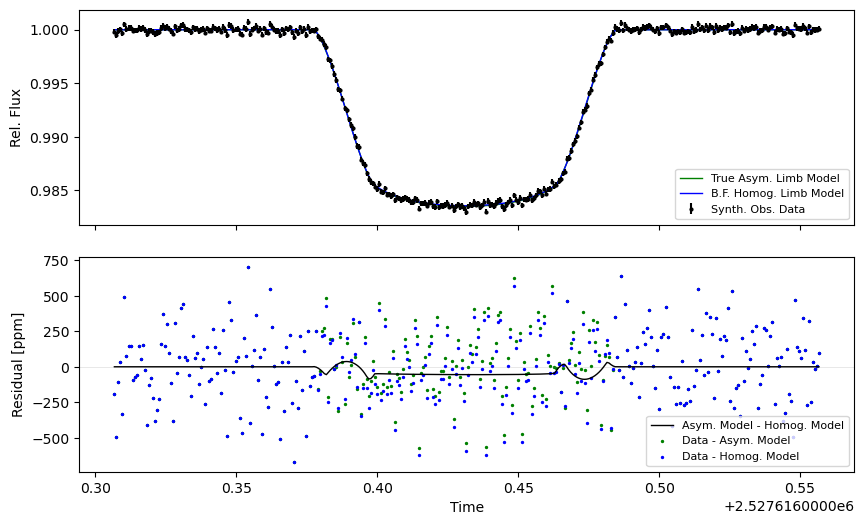 1.000
0.995
0.990
0.985
Rel. Flux
True Asym. Limb Model
B.F. Homog. Limb Model
Synth. Obs. Data
750
500
250
0
−250
−500
Residual [ppm]
Asym. Model - Homog. Model
Data - Asym. Model
Data - Homog. Model
0.30 0.35 0.40 0.45 0.50 0.55
Time
+2.5276160000e6